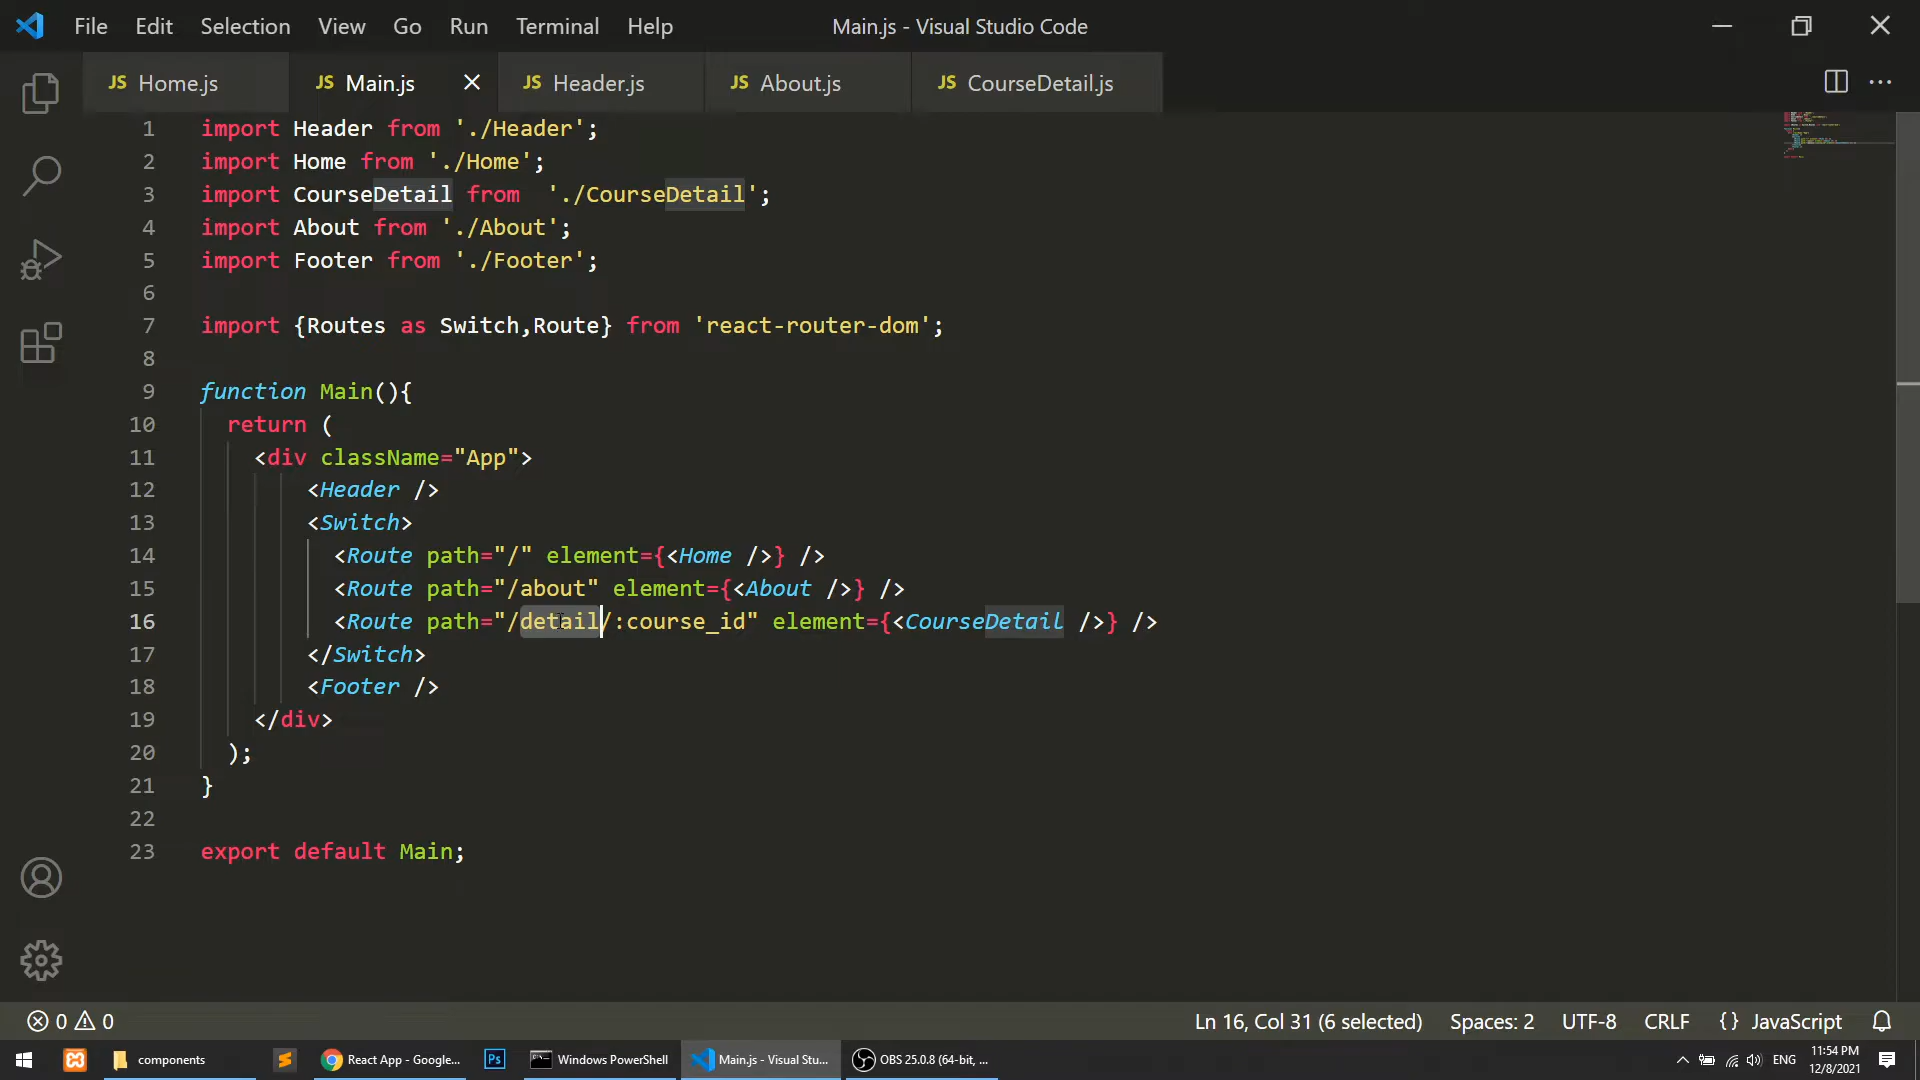 File Edit Selection View Go Run Terminal Help Main.js - Visual Studio Code
JS Home.js JS Main.js JS Header.js JS About.js JS CourseDetail.js
1 import Header from './Header';
2 import Home from './Home';
3 import CourseDetail from  './CourseDetail';
4 import About from './About';
5 import Footer from './Footer';
6
7 import {Routes as Switch,Route} from 'react-router-dom';
8
9 function Main(){
10 return (
11 <div className="App">
12 <Header />
13 <Switch>
14 <Route path="/" element={<Home />} />
15 <Route path="/about" element={<About />} />
16 <Route path="/detail/:course_id" element={<CourseDetail />} />
17 </Switch>
18 <Footer />
19 </div>
20 );
21 }
22
23 export default Main;
0 0 Ln 16, Col 31 (6 selected) Spaces: 2 UTF-8 CRLF {} JavaScript
components React App - Google... Ps Windows PowerShell Main.js - Visual Stu... OBS 25.0.8 (64-bit, ... ENG 11:54 PM
12/8/2021